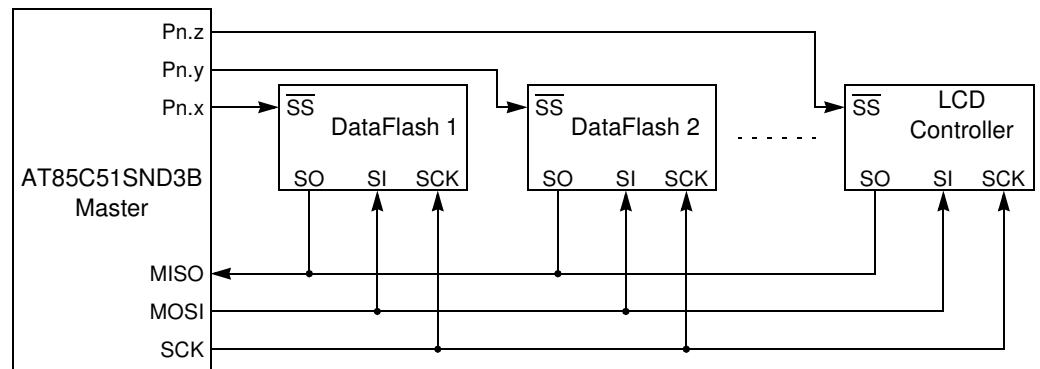 Pn.z
Pn.y
Pn.x
AT85C51SND3B
Master
MISO
MOSI
SCK
SS
DataFlash 1
SO SI SCK
SS
DataFlash 2
SO SI SCK
SS
LCD
Controller
SO SI SCK